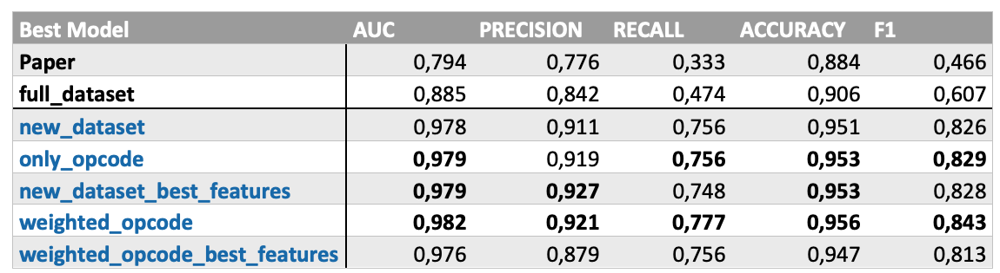 Best Model AUC PRECISION RECALL ACCURACY F1
Paper 0,794 0,776 0,333 0,884 0,466
full_dataset 0,885 0,842 0,474 0,906 0,607
new_dataset 0,978 0,911 0,756 0,951 0,826
only_opcode 0,979 0,919 0,756 0,953 0,829
new_dataset_best_features 0,979 0,927 0,748 0,953 0,828
weighted_opcode 0,982 0,921 0,777 0,956 0,843
weighted_opcode_best_features 0,976 0,879 0,756 0,947 0,813